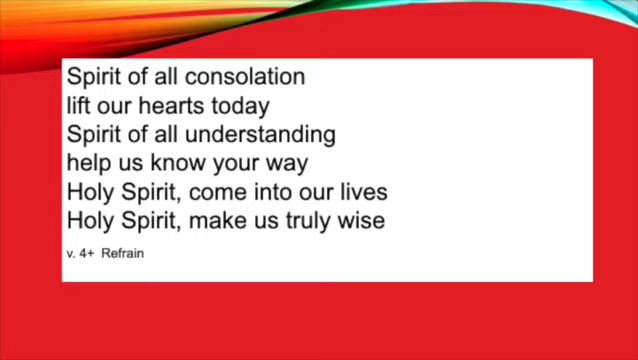 Spirit of all consolation
lift our hearts today
Spirit of all understanding
help us know your way
Holy Spirit, come into our lives
Holy Spirit, make us truly wise
v. 4+ Refrain